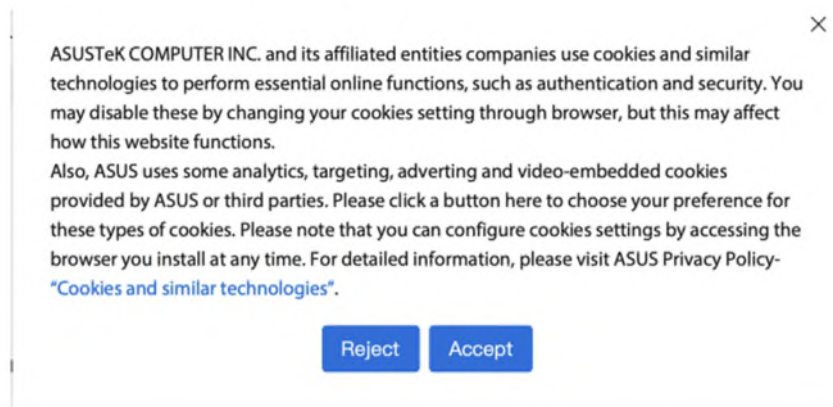 ASUSTeK COMPUTER INC. and its affiliated entities companies use cookies and similar
technologies to perform essential online functions, such as authentication and security. You
may disable these by changing your cookies setting through browser, but this may affect
how this website functions.
Also, ASUS uses some analytics, targeting, adverting and video-embedded cookies
provided by ASUS or third parties. Please click a button here to choose your preference for
these types of cookies. Please note that you can configure cookies settings by accessing the
browser you install at any time. For detailed information, please visit ASUS Privacy Policy-
“Cookies and similar technologies”.
Reject Accept